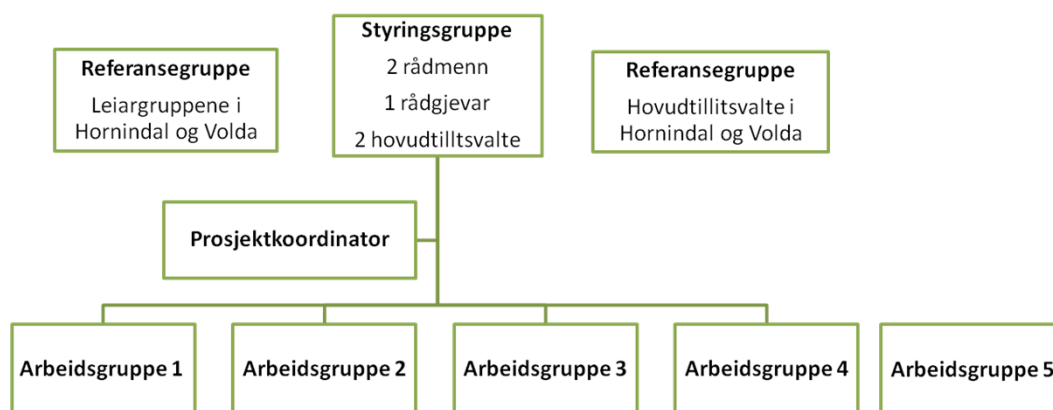 Styringsgruppe
2 rådmenn
1 rådgjevar
2 hovudtilltsvalte
Referansegruppe
Leiargruppene i
Hornindal og Volda
Referansegruppe
Hovudtillitsvalte i
Hornindal og Volda
Prosjektkoordinator
Arbeidsgruppe 1
Arbeidsgruppe 2
Arbeidsgruppe 3
Arbeidsgruppe 4
Arbeidsgruppe 5